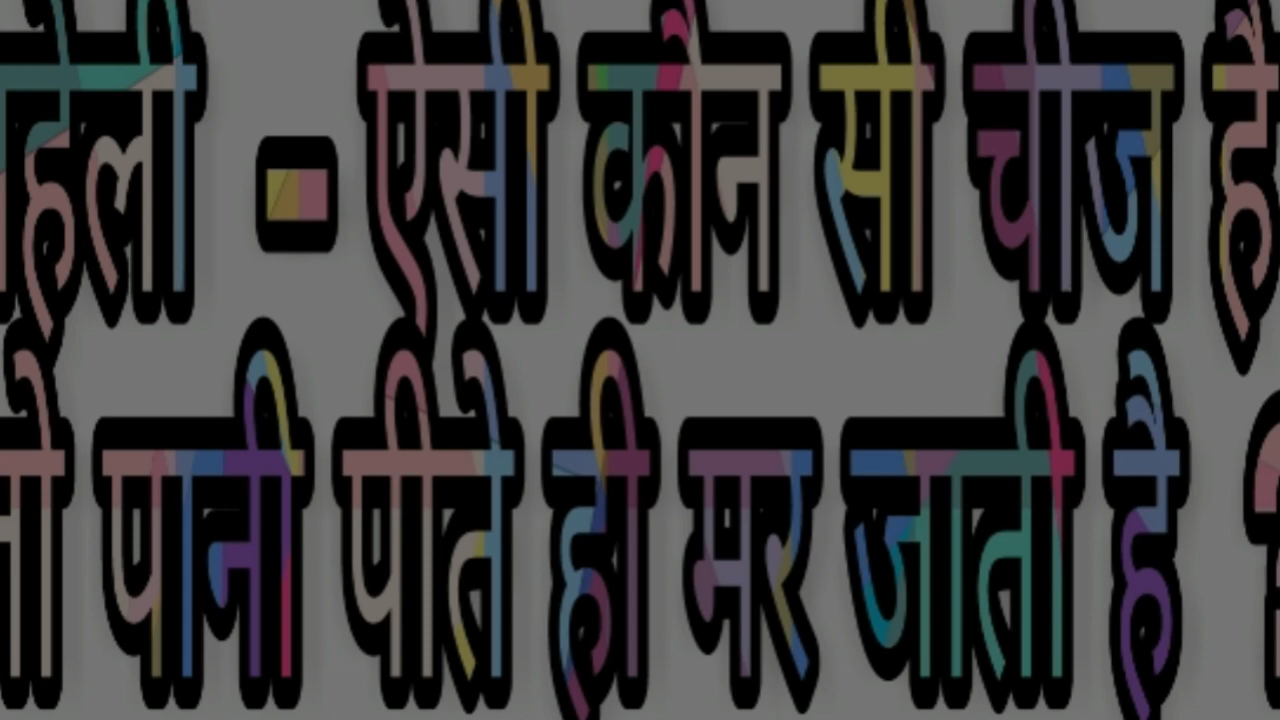 हेली - ऐसी कौन सी चीज है
पानी पीते ही मर जाती है ?